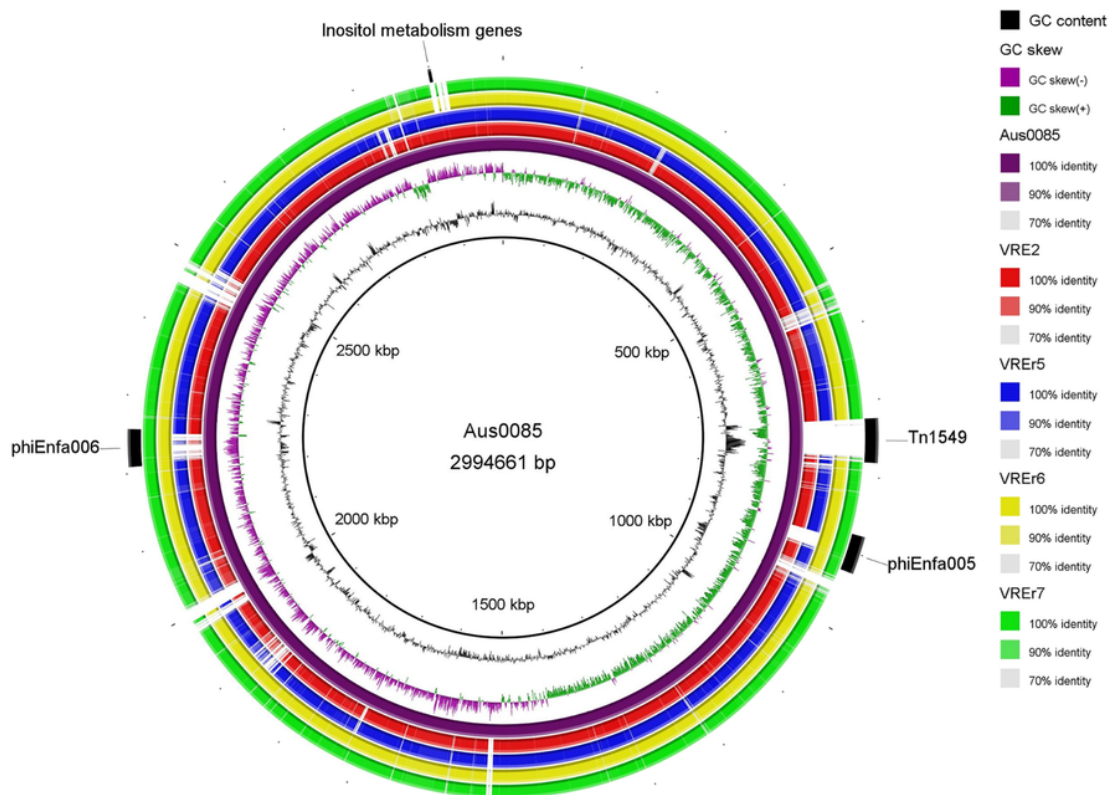 Inositol metabolism genes
phiEnfa006
2500 kbp
500 kbp
Aus0085
2994661 bp
2000 kbp
1000 kbp
1500 kbp
Tn1549
phiEnfa005
GC content
GC skew
GC skew(-)
GC skew(+)
Aus0085
100% identity
90% identity
70% identity
VRE2
100% identity
90% identity
70% identity
VREr5
100% identity
90% identity
70% identity
VREr6
100% identity
90% identity
70% identity
VREr7
100% identity
90% identity
70% identity